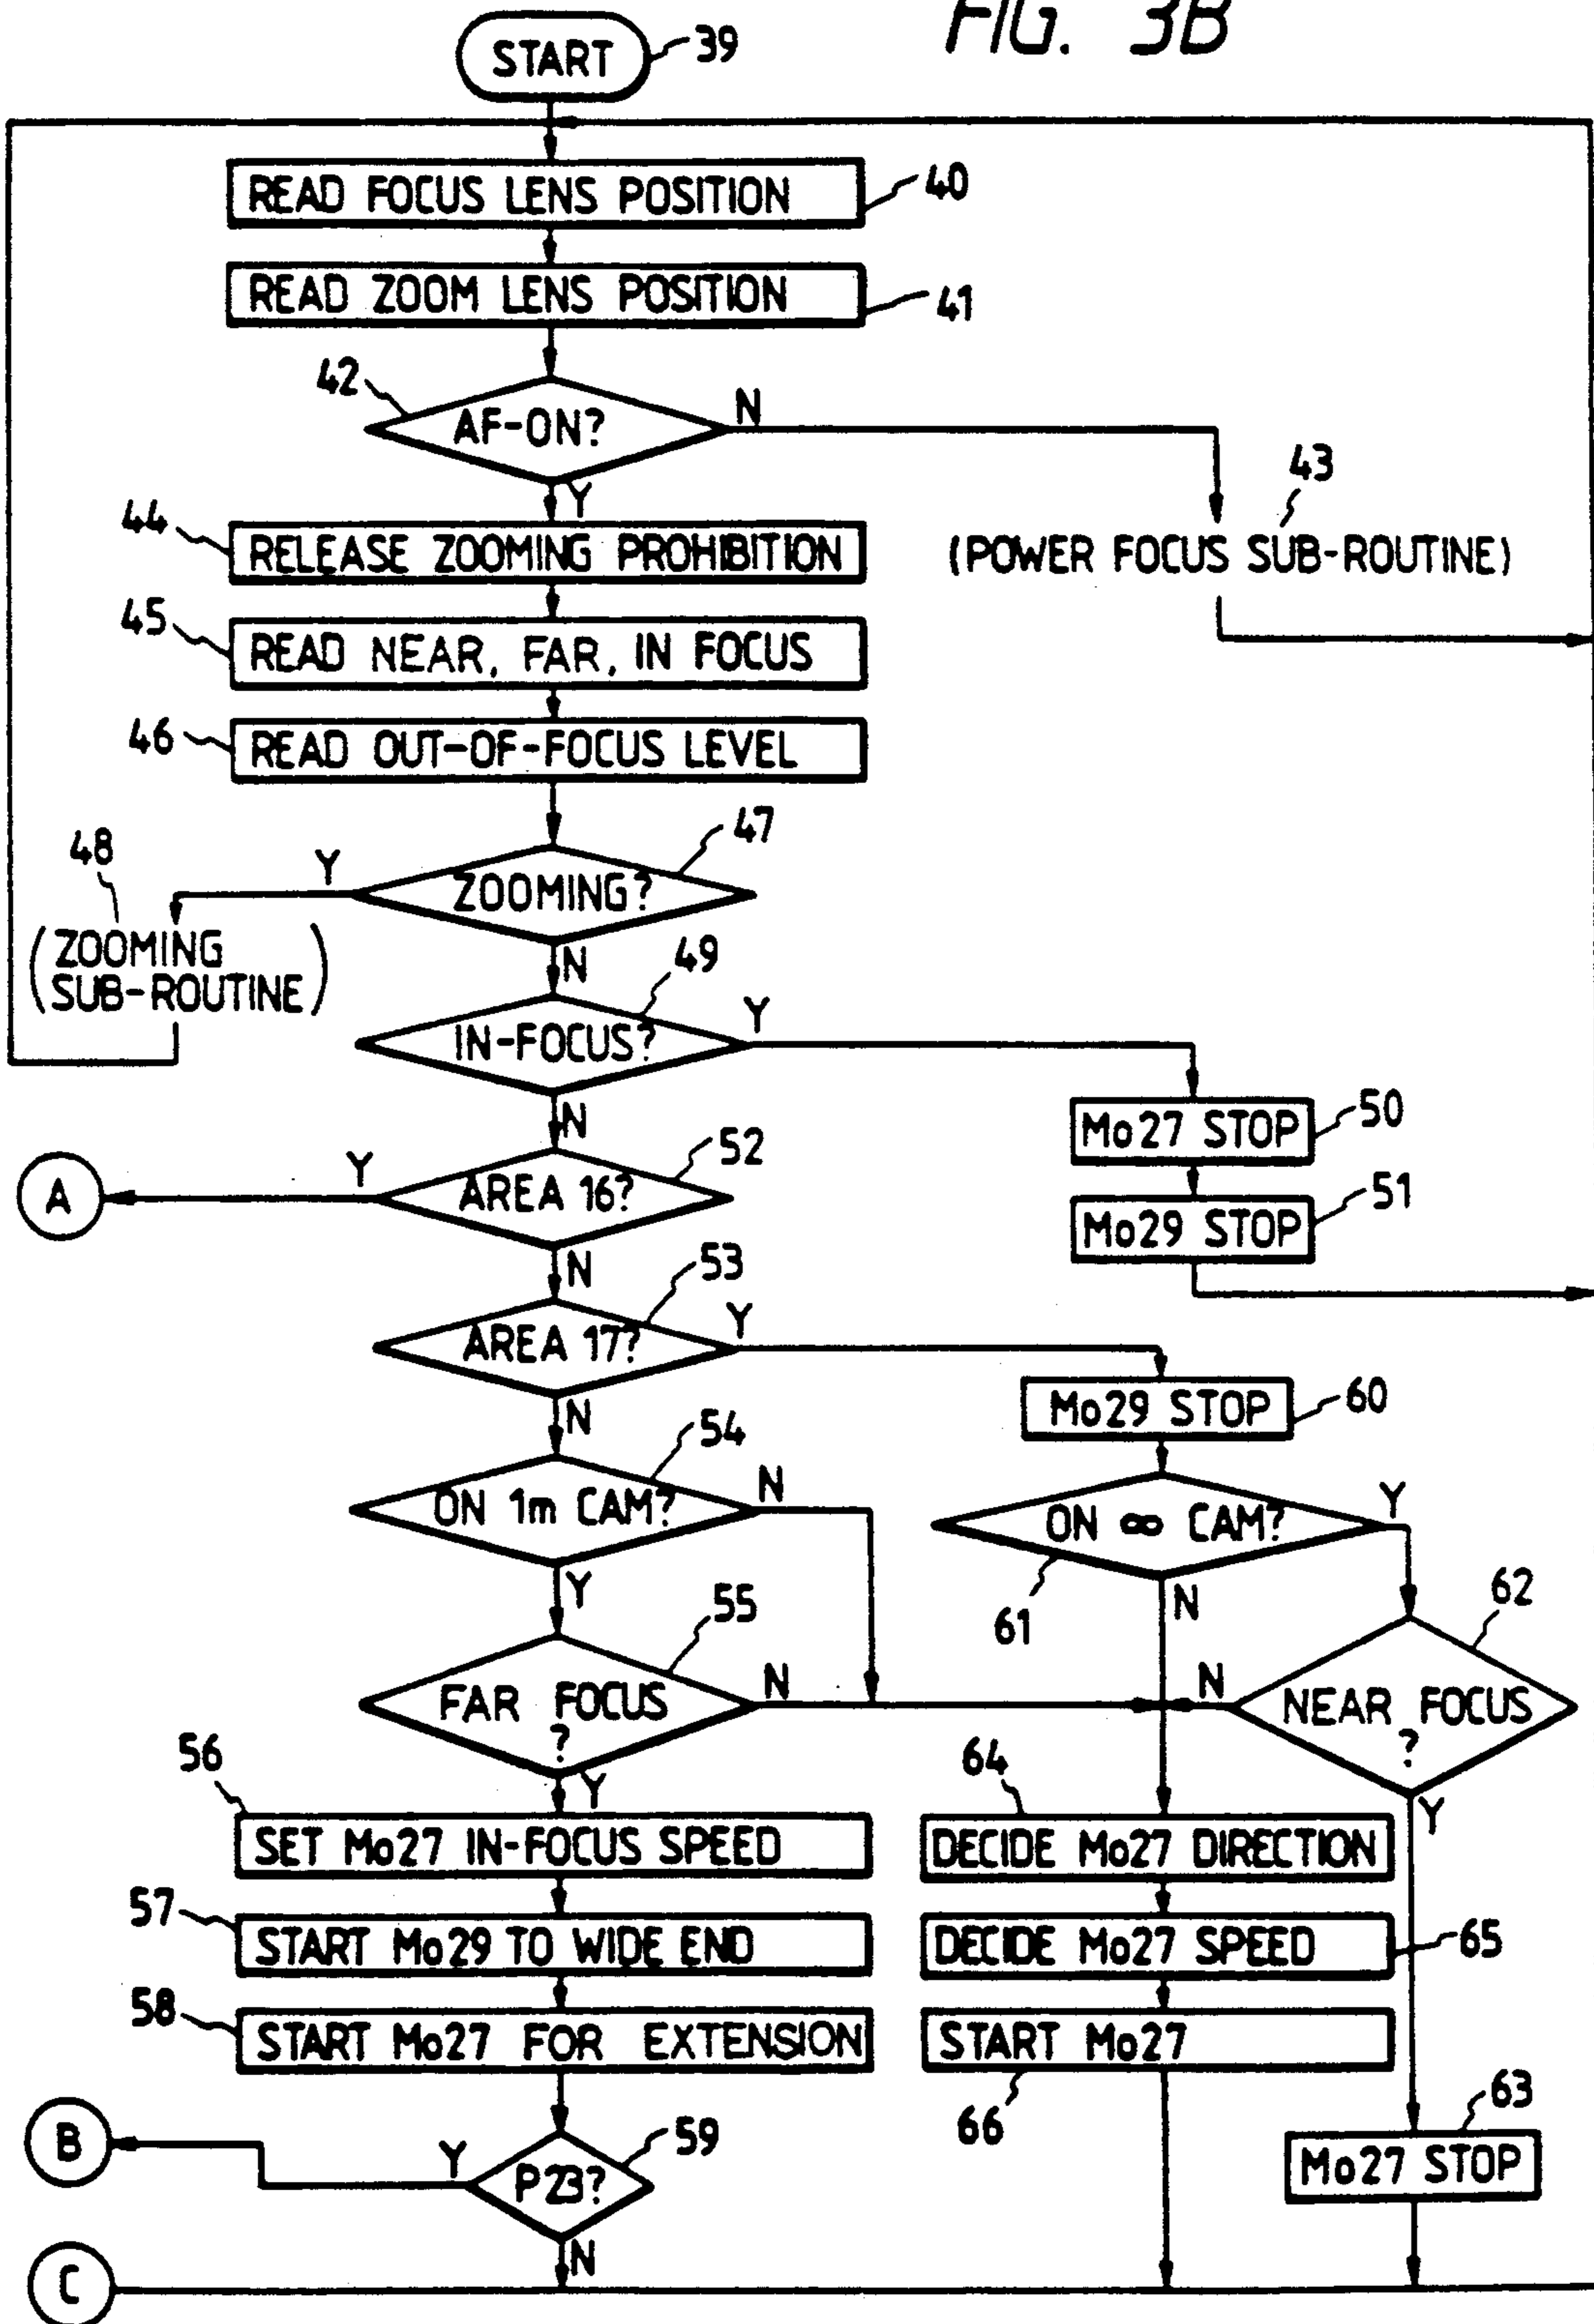 FIG. 3B
START
39
READ FOCUS LENS POSITION
40
READ ZOOM LENS POSITION
41
42
AF-ON?
N
Y
43
(POWER FOCUS SUB-ROUTINE)
44
RELEASE ZOOMING PROHIBITION
45
READ NEAR, FAR, IN FOCUS
46
READ OUT-OF-FOCUS LEVEL
47
ZOOMING?
Y
N
48
(ZOOMING
SUB-ROUTINE)
49
IN-FOCUS?
Y
N
Mo27 STOP
50
Mo29 STOP
51
52
AREA 16?
Y
A
N
53
AREA 17?
Y
N
Mo29 STOP
60
54
ON 1m CAM?
N
Y
ON ∞ CAM?
Y
61
N
55
FAR FOCUS
?
N
Y
62
NEAR FOCUS
?
N
Y
56
SET Mo27 IN-FOCUS SPEED
64
DECIDE Mo27 DIRECTION
57
START Mo29 TO WIDE END
DECIDE Mo27 SPEED
65
58
START Mo27 FOR EXTENSION
START Mo27
66
63
Mo27 STOP
B
Y
P23?
59
N
C